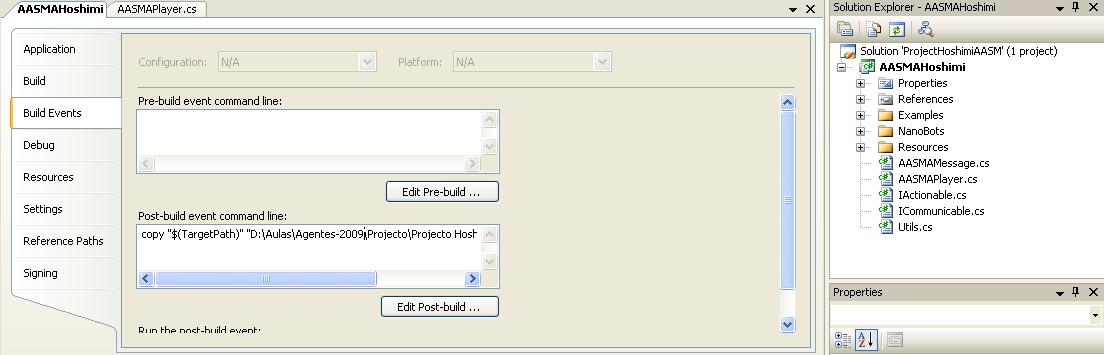 AASMAHoshimi
AASMAPlayer.cs
Application
Build
Build Events
Debug
Resources
Settings
Reference Paths
Signing
Configuration:
N/A
Platform:
N/A
Pre-build event command line:
Edit Pre-build ...
Post-build event command line:
copy "$(TargetPath)" "D:\Aulas\Agentes-2009\Projecto\Projecto Hosh
Edit Post-build ...
Run the post-build event:
Solution Explorer - AASMAHoshimi
Solution 'ProjectHoshimiAASM' (1 project)
AASMAHoshimi
Properties
References
Examples
NanoBots
Resources
AASMAMessage.cs
AASMAPlayer.cs
IActionable.cs
ICommunicable.cs
Utils.cs
Properties